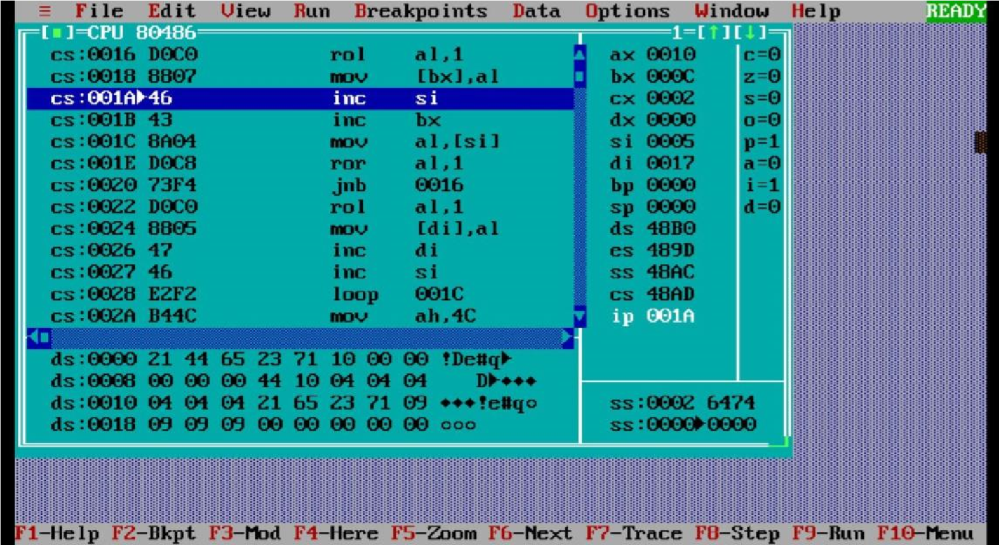 ≡ File Edit View Run Breakpoints Data Options Window Help READY
[■]=CPU 80486 1=[↑][↓]
cs:0016 D0C0 rol al,1 ax 0010 c=0
cs:0018 8807 mov [bx],al bx 000C z=0
cs:001A►46 inc si cx 0002 s=0
cs:001B 43 inc bx dx 0000 o=0
cs:001C 8A04 mov al,[si] si 0005 p=1
cs:001E D0C8 ror al,1 di 0017 a=0
cs:0020 73F4 jnb 0016 bp 0000 i=1
cs:0022 D0C0 rol al,1 sp 0000 d=0
cs:0024 8805 mov [di],al ds 48B0
cs:0026 47 inc di es 489D
cs:0027 46 inc si ss 48AC
cs:0028 E2F2 loop 001C cs 48AD
cs:002A B44C mov ah,4C ip 001A
ds:0000 21 44 65 23 71 10 00 00 !De#q►
ds:0008 00 00 00 44 10 04 04 04 D►♦♦♦
ds:0010 04 04 04 21 65 23 71 09 ♦♦♦!e#q○ ss:0002 6474
ds:0018 09 09 09 00 00 00 00 00 ○○○ ss:0000►0000
F1-Help F2-Bkpt F3-Mod F4-Here F5-Zoom F6-Next F7-Trace F8-Step F9-Run F10-Menu